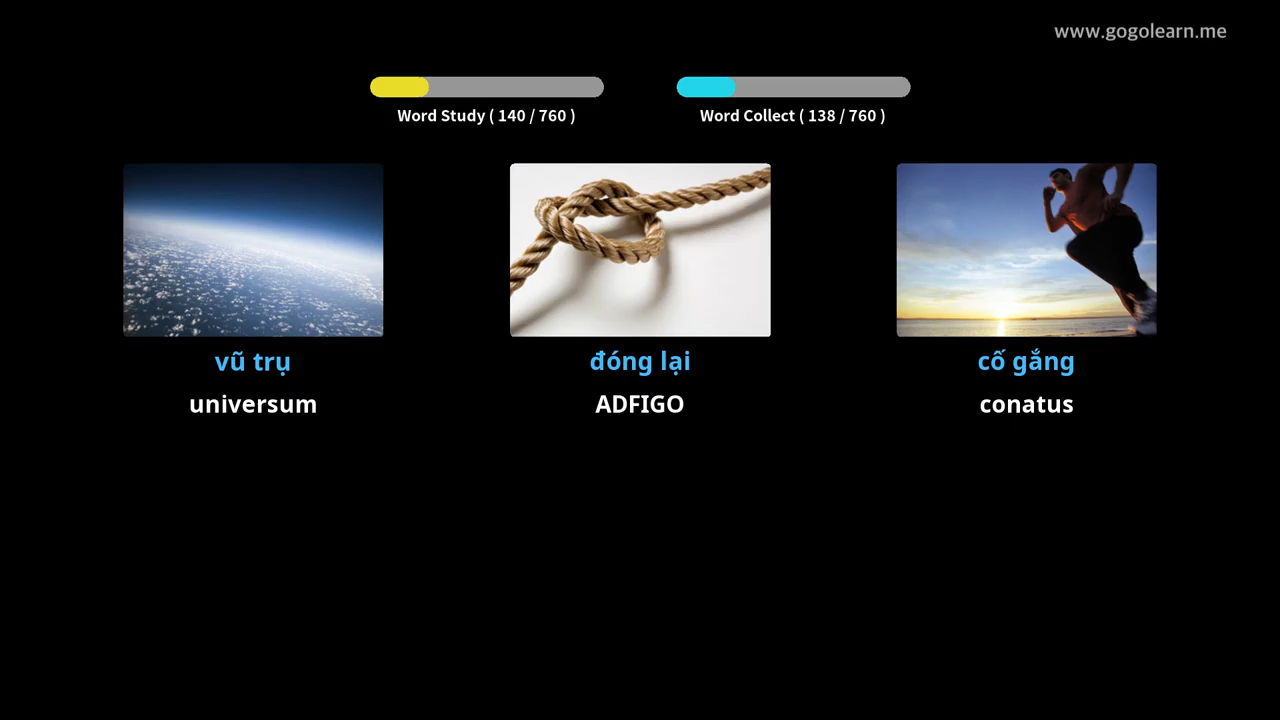 www.gogolearn.me
Word Study ( 140 / 760 )
Word Collect ( 138 / 760 )
vũ trụ
universum
đóng lại
ADFIGO
cố gắng
conatus